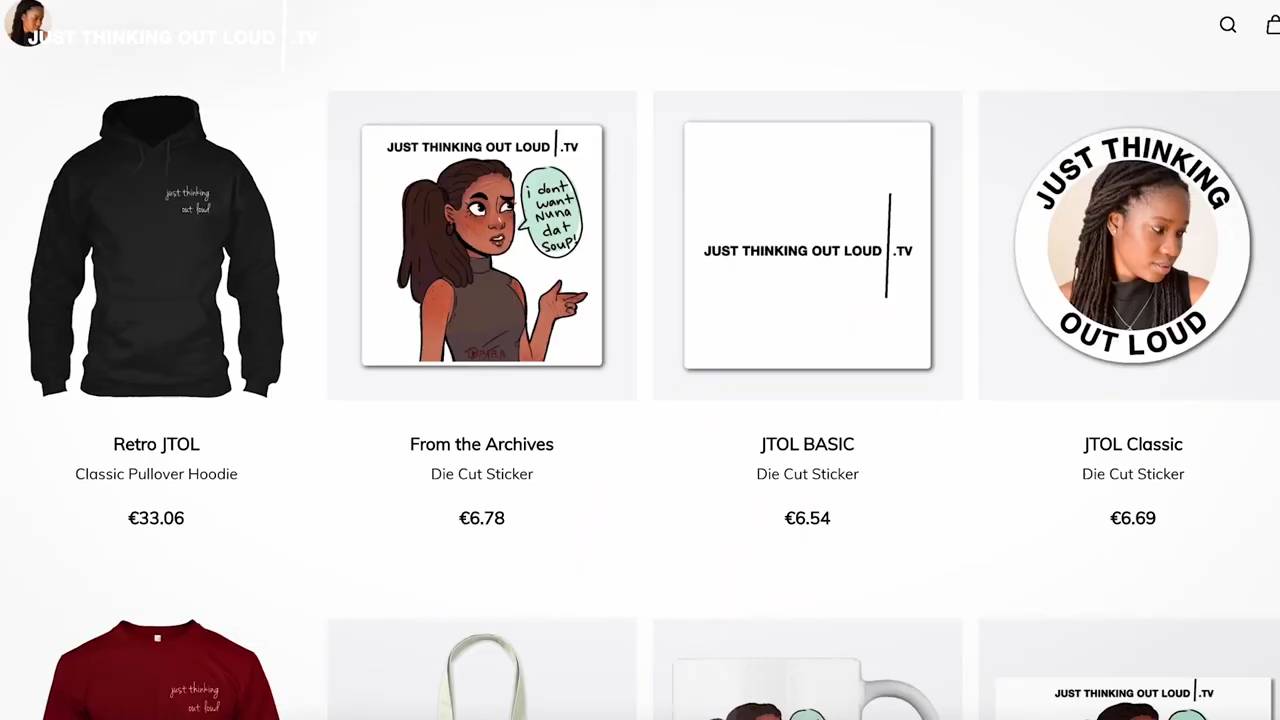 JUST THINKING OUT LOUD .TV
just thinking
out loud
JUST THINKING OUT LOUD .TV
i dont
want
Nuna
dat
soup!
JUST THINKING OUT LOUD .TV
JUST THINKING
OUT LOUD
Retro JTOL
Classic Pullover Hoodie
€33.06
From the Archives
Die Cut Sticker
€6.78
JTOL BASIC
Die Cut Sticker
€6.54
JTOL Classic
Die Cut Sticker
€6.69
just thinking
out loud
JUST THINKING OUT LOUD .TV